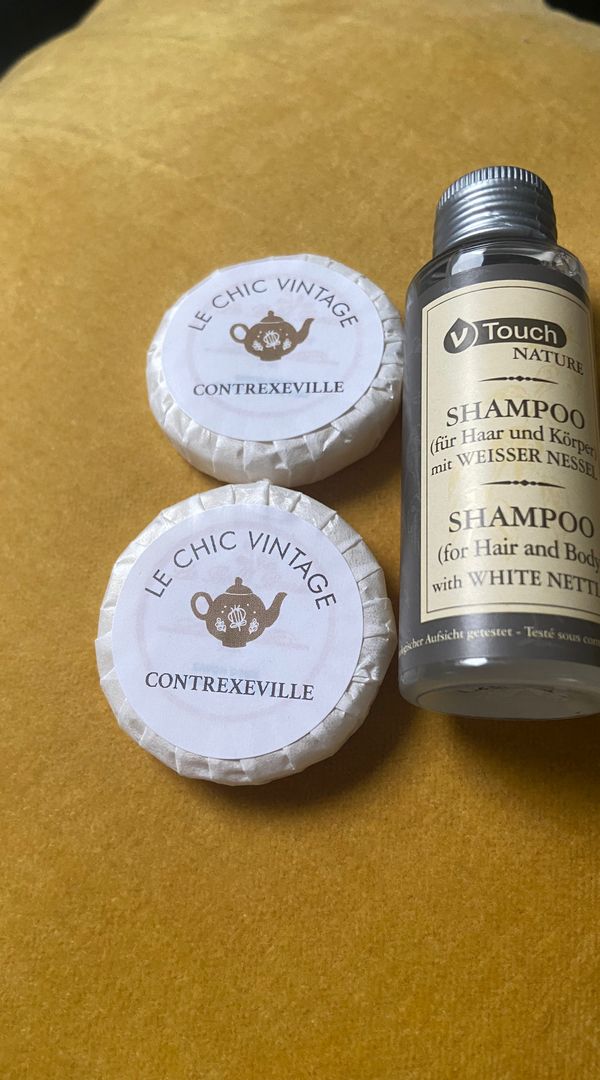 LE CHIC VINTAGE
CONTREXEVILLE
LE CHIC VINTAGE
CONTREXEVILLE
v Touch
NATURE
SHAMPOO
(für Haar und Körper)
mit WEISSER NESSEL
SHAMPOO
(for Hair and Body
with WHITE NETTL
Aufsicht getestet - Testé sous